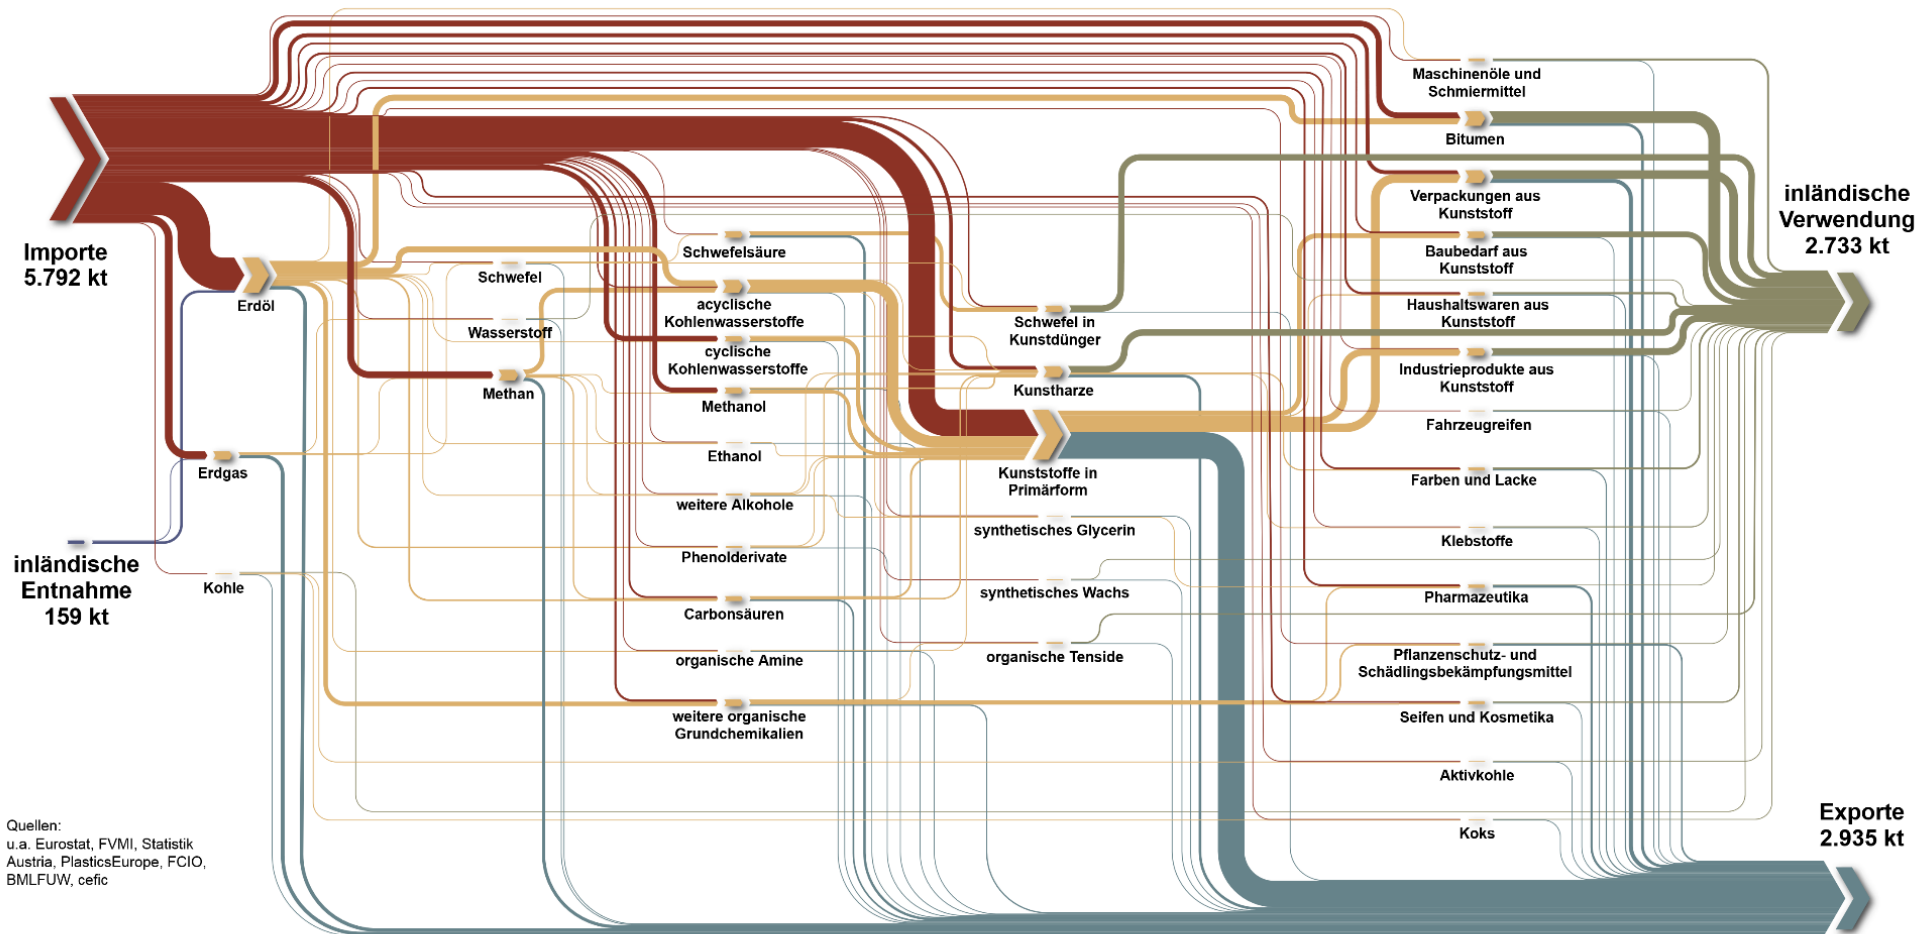 Importe
5.792 kt
inländische
Entnahme
159 kt
Erdöl
Erdgas
Kohle
Schwefel
Wasserstoff
Methan
Schwefelsäure
acyclische
Kohlenwasserstoffe
cyclische
Kohlenwasserstoffe
Methanol
Ethanol
weitere Alkohole
Phenolderivate
Carbonsäuren
organische Amine
weitere organische
Grundchemikalien
Schwefel in
Kunstdünger
Kunstharze
Kunststoffe in
Primärform
synthetisches Glycerin
synthetisches Wachs
organische Tenside
Maschinenöle und
Schmiermittel
Bitumen
Verpackungen aus
Kunststoff
Baubedarf aus
Kunststoff
Haushaltswaren aus
Kunststoff
Industrieprodukte aus
Kunststoff
Fahrzeugreifen
Farben und Lacke
Klebstoffe
Pharmazeutika
Pflanzenschutz- und
Schädlingsbekämpfungsmittel
Seifen und Kosmetika
Aktivkohle
Koks
inländische
Verwendung
2.733 kt
Exporte
2.935 kt
Quellen:
u.a. Eurostat, FVMI, Statistik
Austria, PlasticsEurope, FCIO,
BMLFUW, cefic